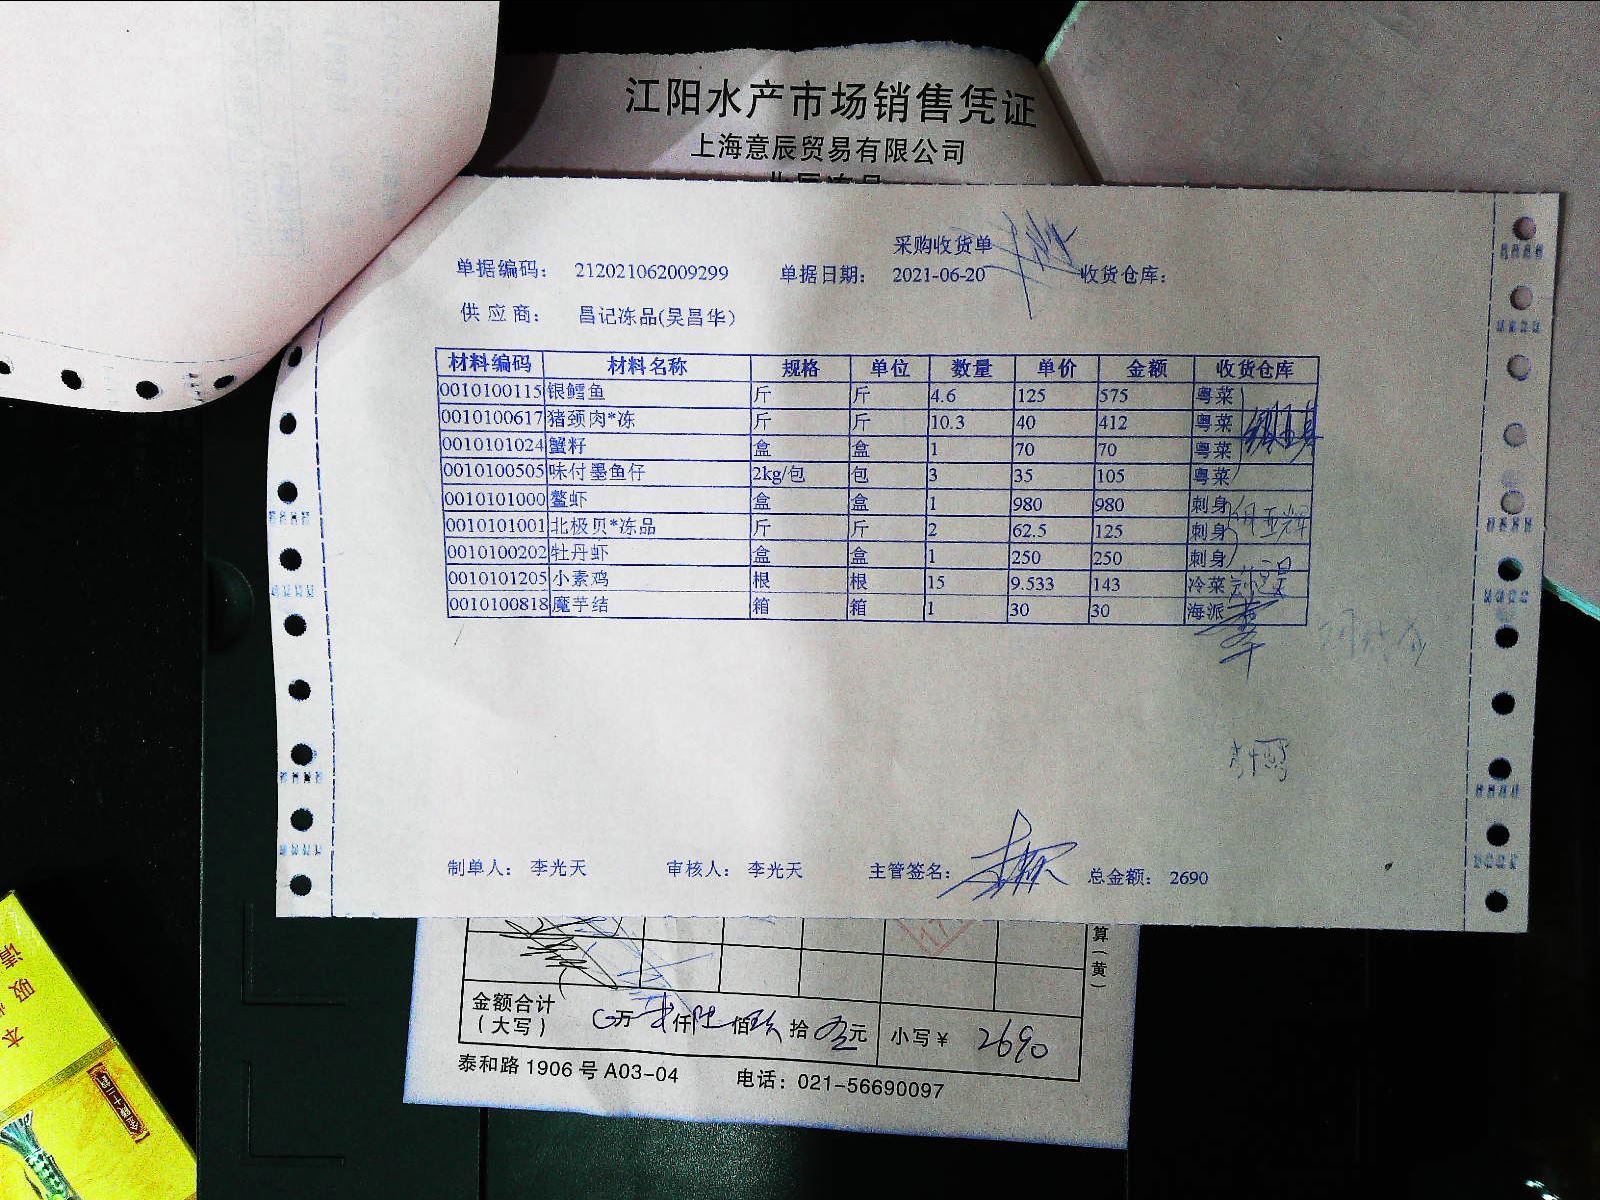 江阳水产市场销售凭证
上海意辰贸易有限公司
采购收货单
单据编码： 212021062009299 单据日期： 2021-06-20 收货仓库：
供应商： 昌记冻品(吴昌华)
材料编码 材料名称 规格 单位 数量 单价 金额 收货仓库
0010100115 银鳕鱼 斤 斤 4.6 125 575 粤菜
0010100617 猪颈肉*冻 斤 斤 10.3 40 412 粤菜
0010101024 蟹籽 盒 盒 1 70 70 粤菜
0010100505 味付墨鱼仔 2kg/包 包 3 35 105 粤菜
0010101000 鳌虾 盒 盒 1 980 980 刺身
0010101001 北极贝*冻品 斤 斤 2 62.5 125 刺身
0010100202 牡丹虾 盒 盒 1 250 250 刺身
0010101205 小素鸡 根 根 15 9.533 143 冷菜
0010100818 魔芋结 箱 箱 1 30 30 海派
制单人： 李光天 审核人： 李光天 主管签名： 总金额： 2690
算(黄)
金额合计
(大写) 万 仟 佰 拾 元 小写￥ 2690
泰和路1906号A03-04 电话：021-56690097